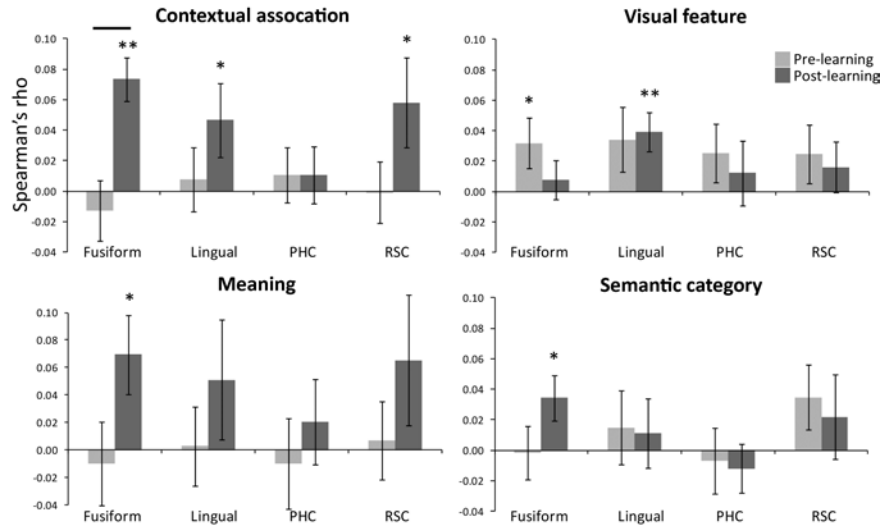 Contextual assocation
Spearman's rho
0.10
0.08
0.06
0.04
0.02
0.00
-0.02
-0.04
** * *
Fusiform Lingual PHC RSC
Visual feature
0.10
0.08
0.06
0.04
0.02
0.00
-0.02
-0.04
Pre-learning
Post-learning
* **
Fusiform Lingual PHC RSC
Meaning
0.10
0.08
0.06
0.04
0.02
0.00
-0.02
-0.04
*
Fusiform Lingual PHC RSC
Semantic category
0.10
0.08
0.06
0.04
0.02
0.00
-0.02
-0.04
*
Fusiform Lingual PHC RSC